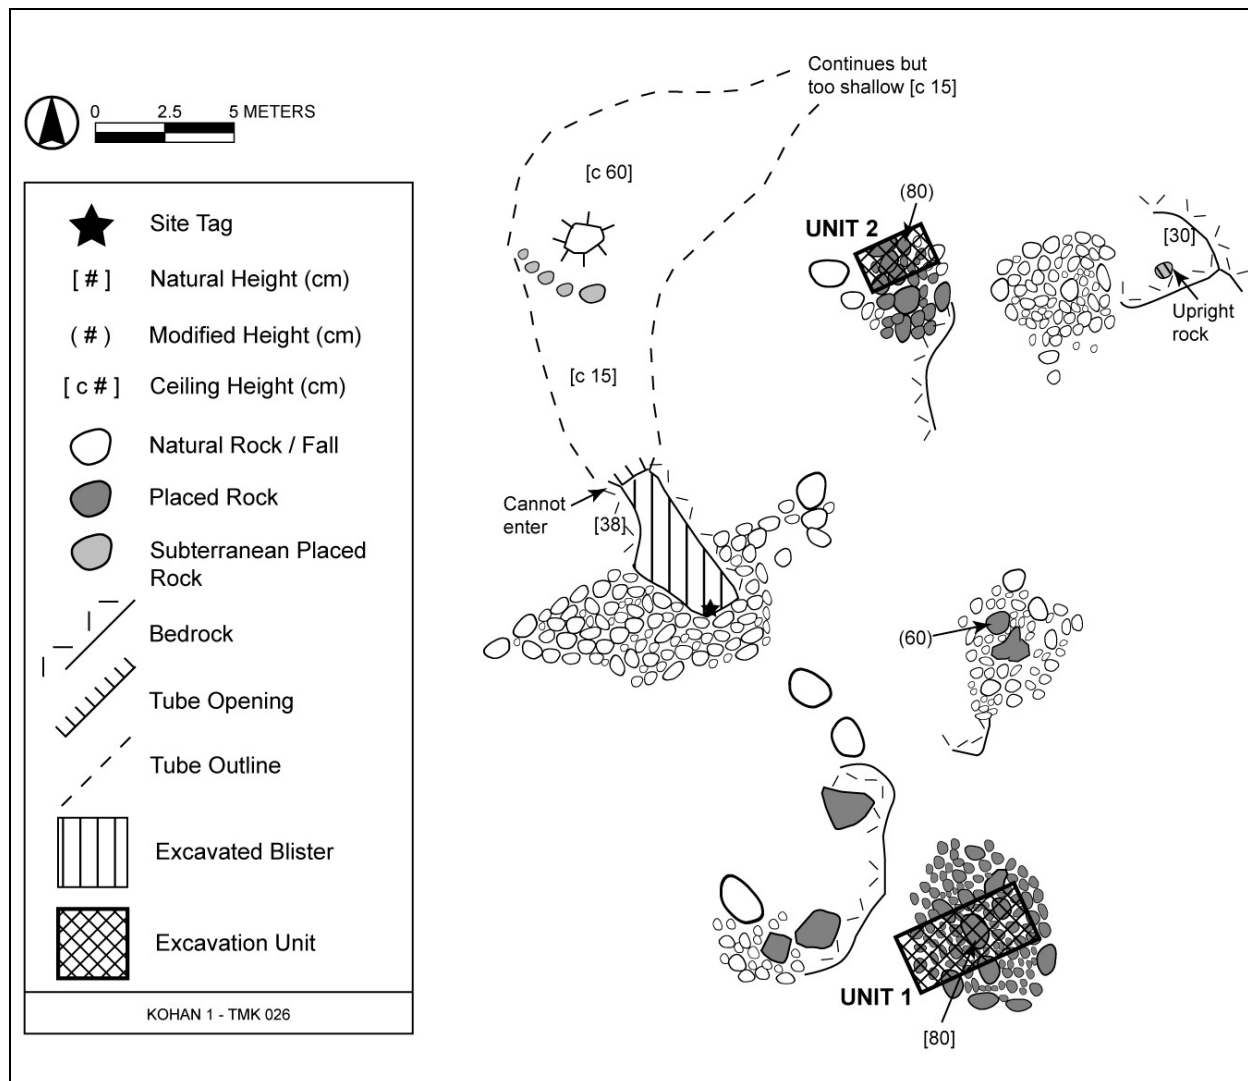 0 2.5 5 METERS
Site Tag
[ # ] Natural Height (cm)
( # ) Modified Height (cm)
[ c # ] Ceiling Height (cm)
Natural Rock / Fall
Placed Rock
Subterranean Placed
Rock
Bedrock
Tube Opening
Tube Outline
Excavated Blister
Excavation Unit
KOHAN 1 - TMK 026
Continues but
too shallow [c 15]
[c 60]
(80)
UNIT 2
[30]
Upright
rock
[c 15]
Cannot
enter
[38]
(60)
UNIT 1
[80]